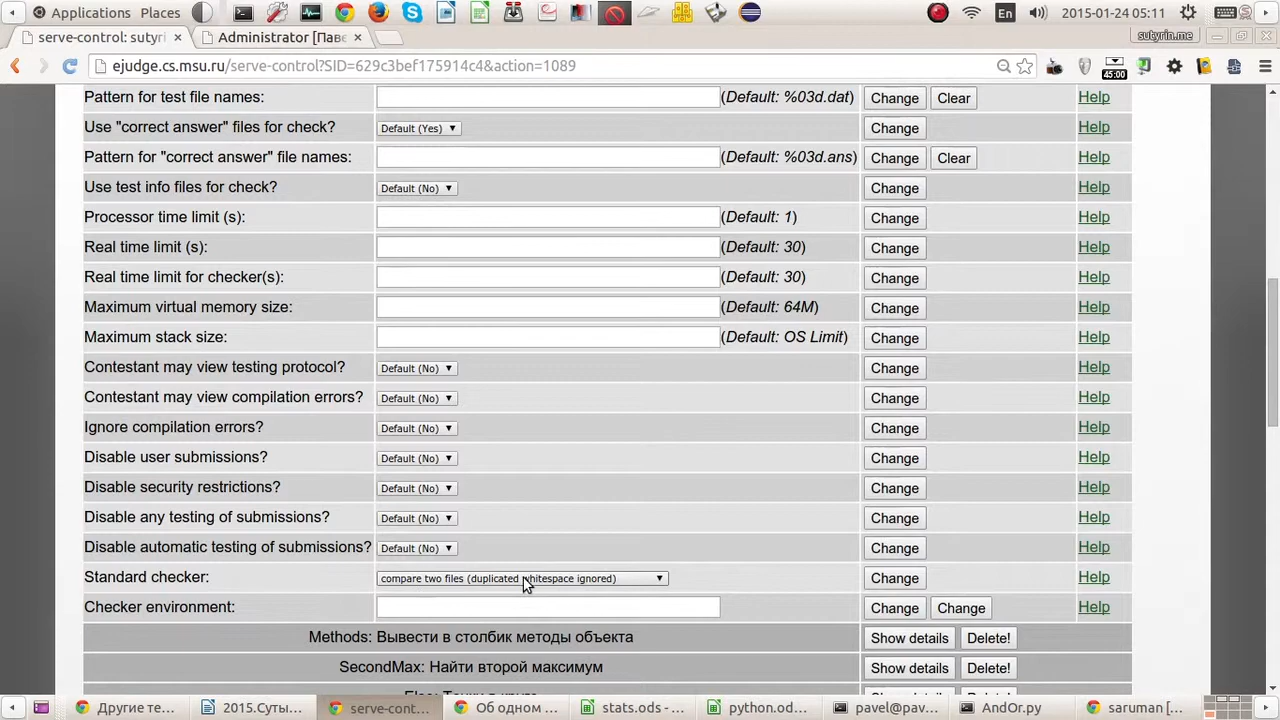 Applications Places En 2015-01-24 05:11
serve-control: sutyri × Administrator [Паве × sutyrin.me
ejudge.cs.msu.ru/serve-control?SID=629c3bef175914c4&action=1089 45:00
Pattern for test file names: (Default: %03d.dat) Change Clear Help
Use "correct answer" files for check? Default (Yes) Change Help
Pattern for "correct answer" file names: (Default: %03d.ans) Change Clear Help
Use test info files for check? Default (No) Change Help
Processor time limit (s): (Default: 1) Change Help
Real time limit (s): (Default: 30) Change Help
Real time limit for checker(s): (Default: 30) Change Help
Maximum virtual memory size: (Default: 64M) Change Help
Maximum stack size: (Default: OS Limit) Change Help
Contestant may view testing protocol? Default (No) Change Help
Contestant may view compilation errors? Default (No) Change Help
Ignore compilation errors? Default (No) Change Help
Disable user submissions? Default (No) Change Help
Disable security restrictions? Default (No) Change Help
Disable any testing of submissions? Default (No) Change Help
Disable automatic testing of submissions? Default (No) Change Help
Standard checker: compare two files (duplicated whitespace ignored) Change Help
Checker environment: Change Change Help
Methods: Вывести в столбик методы объекта Show details Delete!
SecondMax: Найти второй максимум Show details Delete!
Другие те... 2015.Суты... serve-cont... Об о stats.ods - python.od... pavel@pav... AndOr.py saruman [...